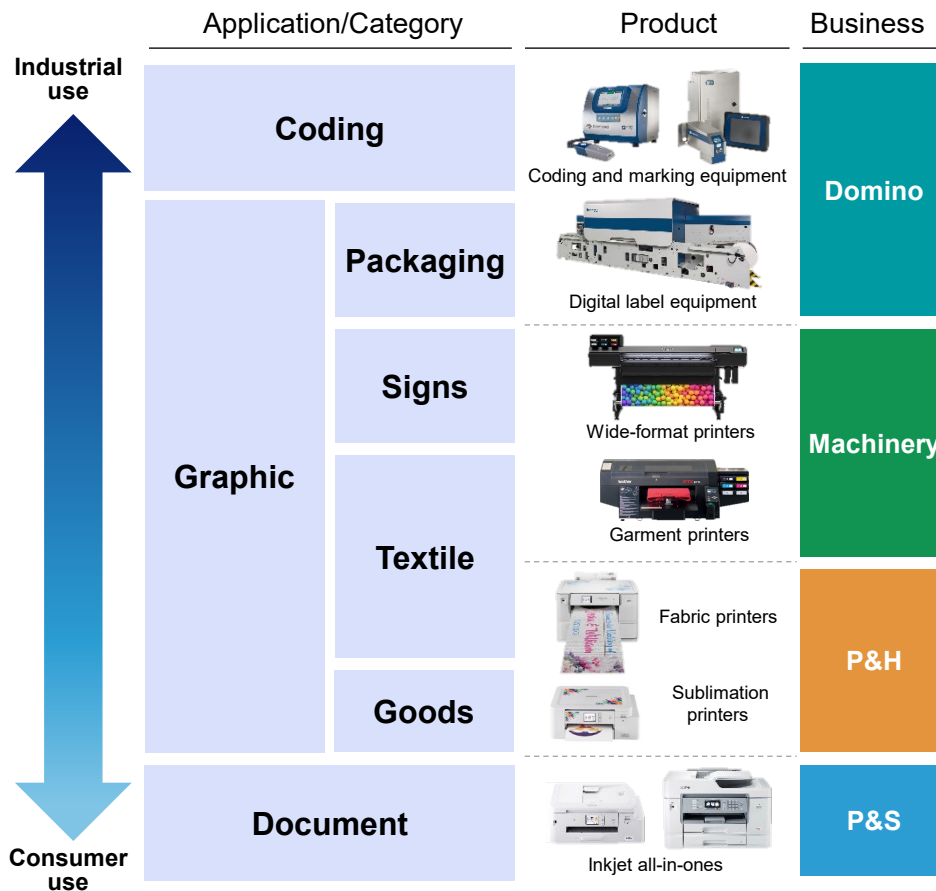 Application/Category
Product
Business
Industrial
use
Coding
Coding and marking equipment
Domino
Graphic
Packaging
Digital label equipment
Signs
Wide-format printers
Machinery
Textile
brother
Garment printers
Fabric printers
P&H
Goods
Sublimation
printers
Document
Inkjet all-in-ones
P&S
Consumer
use